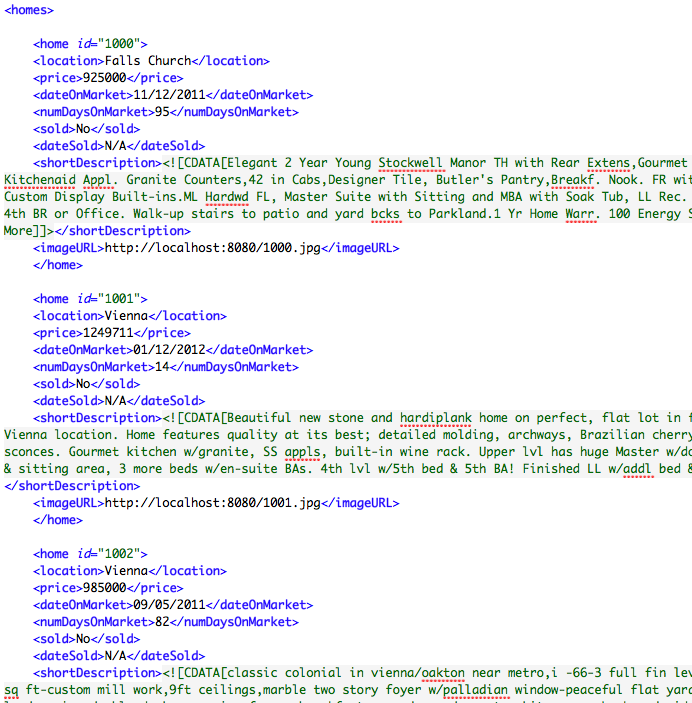 <homes>
<home id="1000">
<location>Falls Church</location>
<price>925000</price>
<dateOnMarket>11/12/2011</dateOnMarket>
<numDaysOnMarket>95</numDaysOnMarket>
<sold>No</sold>
<dateSold>N/A</dateSold>
<shortDescription><![CDATA[Elegant 2 Year Young Stockwell Manor TH with Rear Extens,Gourmet
Kitchenaid Appl. Granite Counters,42 in Cabs,Designer Tile, Butler's Pantry,Breakf. Nook. FR wit
Custom Display Built-ins.ML Hardwd FL, Master Suite with Sitting and MBA with Soak Tub, LL Rec.
4th BR or Office. Walk-up stairs to patio and yard bcks to Parkland.1 Yr Home Warr. 100 Energy S
More]]></shortDescription>
<imageURL>http://localhost:8080/1000.jpg</imageURL>
</home>
<home id="1001">
<location>Vienna</location>
<price>1249711</price>
<dateOnMarket>01/12/2012</dateOnMarket>
<numDaysOnMarket>14</numDaysOnMarket>
<sold>No</sold>
<dateSold>N/A</dateSold>
<shortDescription><![CDATA[Beautiful new stone and hardiplank home on perfect, flat lot in f
Vienna location. Home features quality at its best; detailed molding, archways, Brazilian cherry
sconces. Gourmet kitchen w/granite, SS appls, built-in wine rack. Upper lvl has huge Master w/do
& sitting area, 3 more beds w/en-suite BAs. 4th lvl w/5th bed & 5th BA! Finished LL w/addl bed &
</shortDescription>
<imageURL>http://localhost:8080/1001.jpg</imageURL>
</home>
<home id="1002">
<location>Vienna</location>
<price>985000</price>
<dateOnMarket>09/05/2011</dateOnMarket>
<numDaysOnMarket>82</numDaysOnMarket>
<sold>No</sold>
<dateSold>N/A</dateSold>
<shortDescription><![CDATA[classic colonial in vienna/oakton near metro,i -66-3 full fin lev
sq ft-custom mill work,9ft ceilings,marble two story foyer w/palladian window-peaceful flat yard